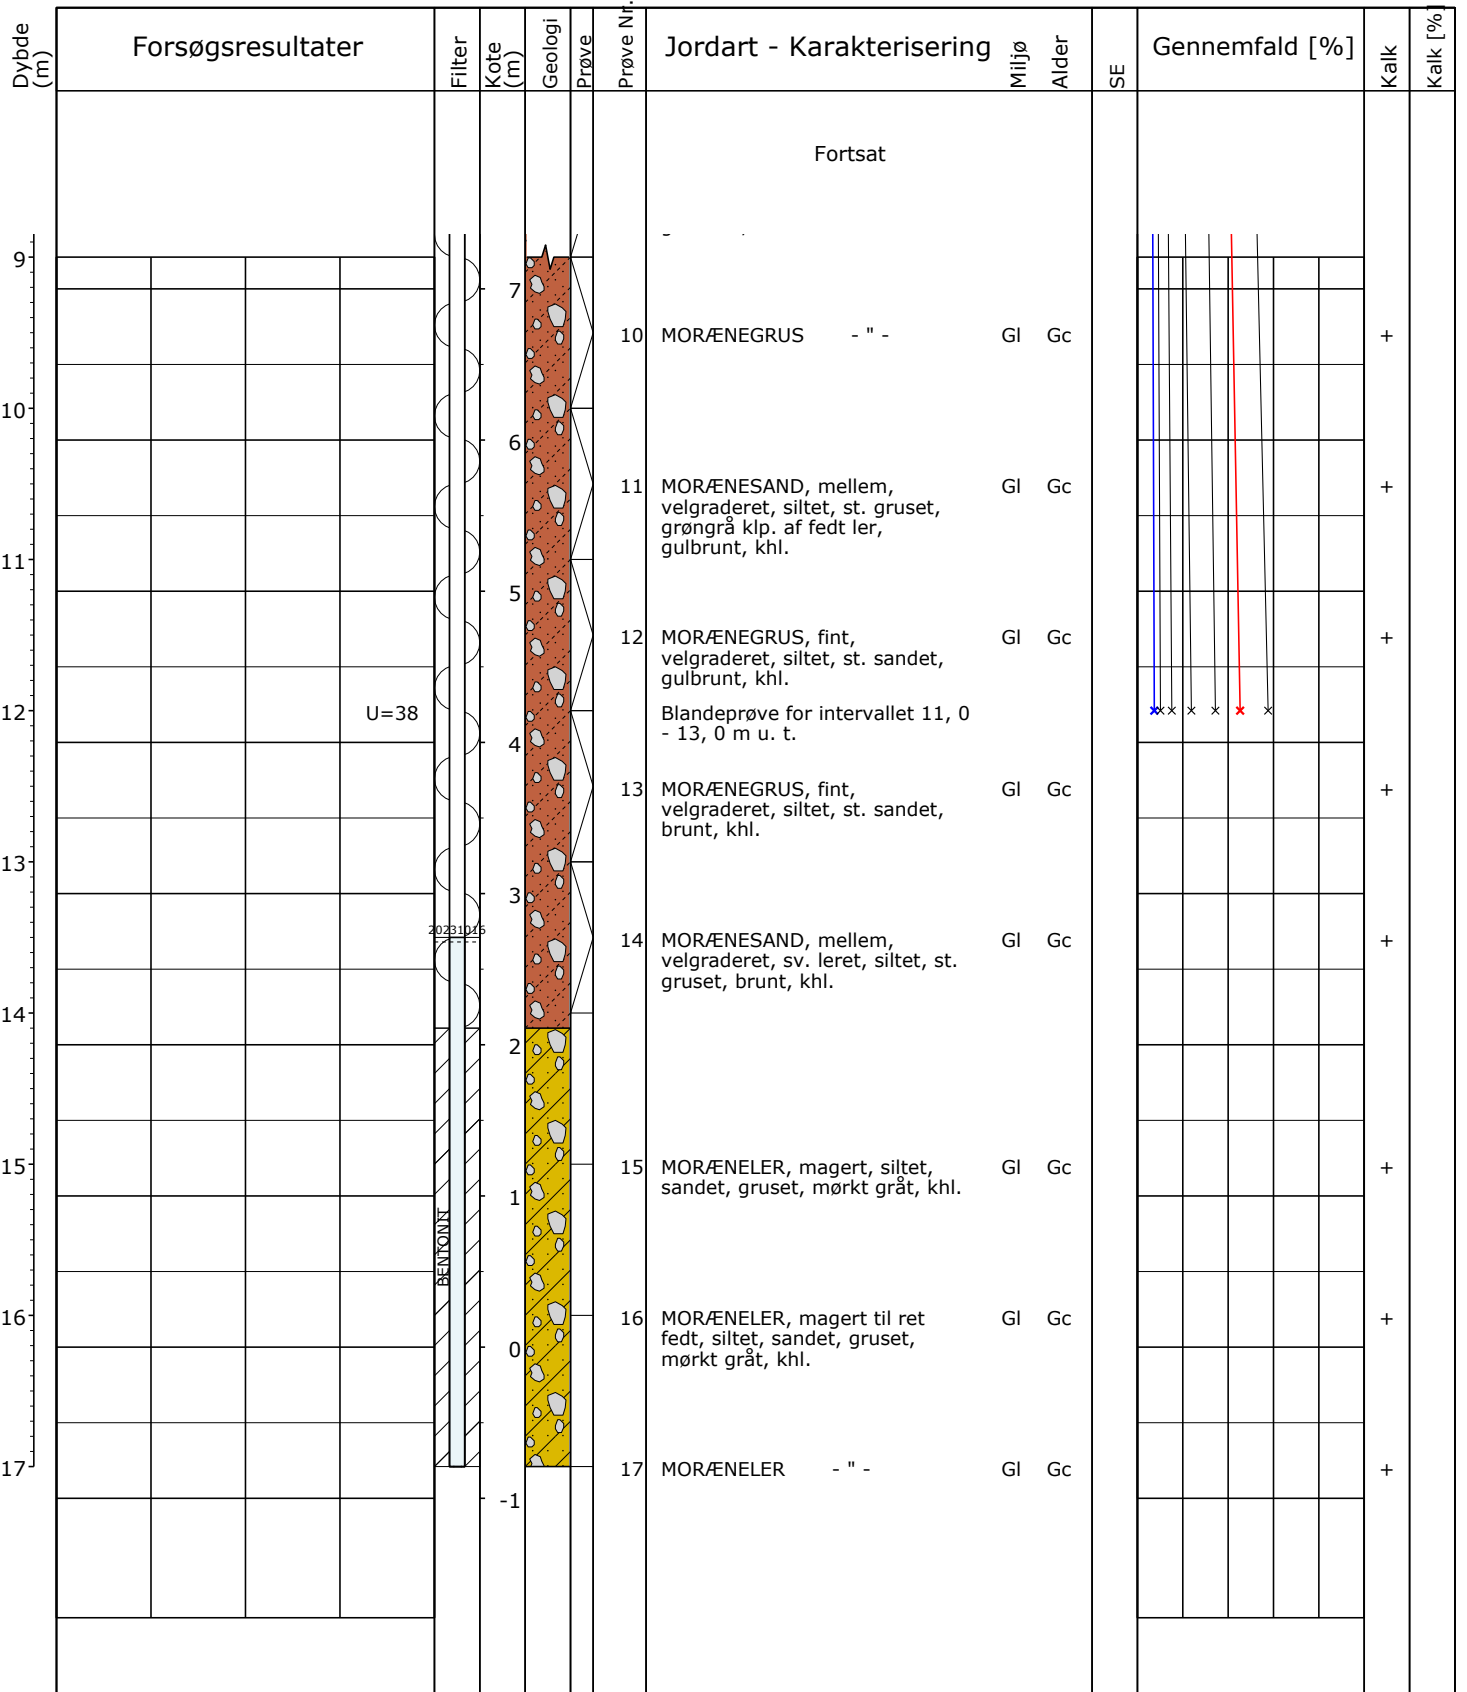 Dybde (m)
Forsøgsresultater
Filter
Kote (m)
Geologi
Prøve
Prøve Nr.
Jordart - Karakterisering
Miljø
Alder
SE
Gennemfald [%]
Kalk
Kalk [%]
Fortsat
9
7
10 MORÆNEGRUS - " - Gl Gc +
10
6
11 MORÆNESAND, mellem, Gl Gc +
velgraderet, siltet, st. gruset,
grøngrå klp. af fedt ler,
gulbrunt, khl.
11
5
12 MORÆNEGRUS, fint, Gl Gc +
velgraderet, siltet, st. sandet,
gulbrunt, khl.
12
U=38
Blandeprøve for intervallet 11, 0
- 13, 0 m u. t.
4
13 MORÆNEGRUS, fint, Gl Gc +
velgraderet, siltet, st. sandet,
brunt, khl.
13
3
20231016
14 MORÆNESAND, mellem, Gl Gc +
velgraderet, sv. leret, siltet, st.
gruset, brunt, khl.
14
2
15
15 MORÆNELER, magert, siltet, Gl Gc +
sandet, gruset, mørkt gråt, khl.
1
BENTONIT
16
16 MORÆNELER, magert til ret Gl Gc +
fedt, siltet, sandet, gruset,
mørkt gråt, khl.
0
17
17 MORÆNELER - " - Gl Gc +
-1